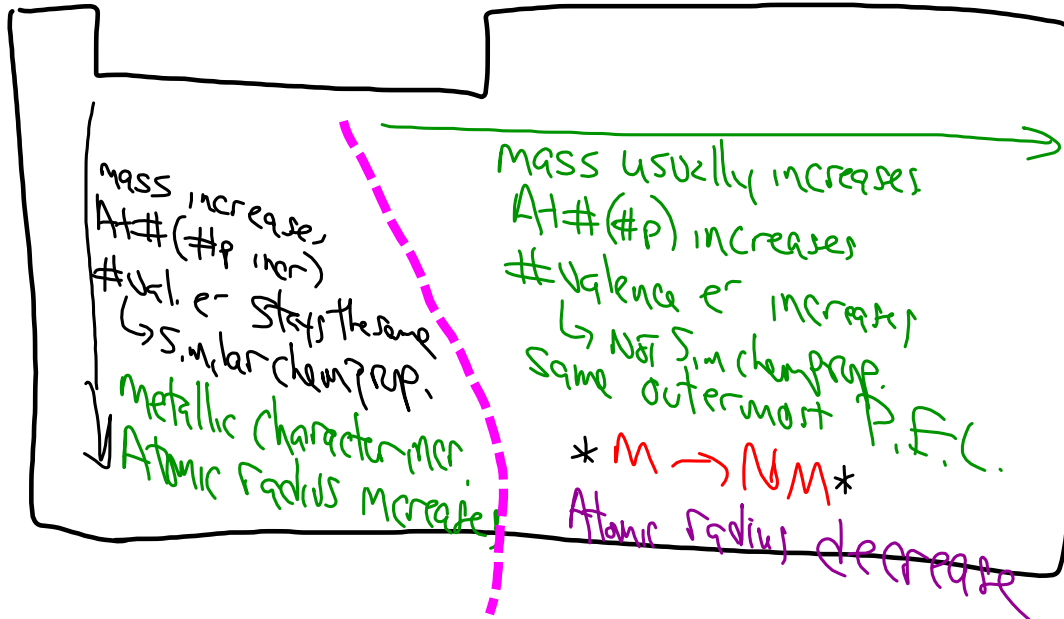 mass increases
At# (#p incr)
#val. e- stays the same
↳ similar chem prop.
Metallic character incr.
Atomic radius increases
mass usually increases
At# (#p) increases
#valence e- increases
↳ Not sim chem prop.
same outermost P.E.L.
* M → NM *
Atomic radius decrease